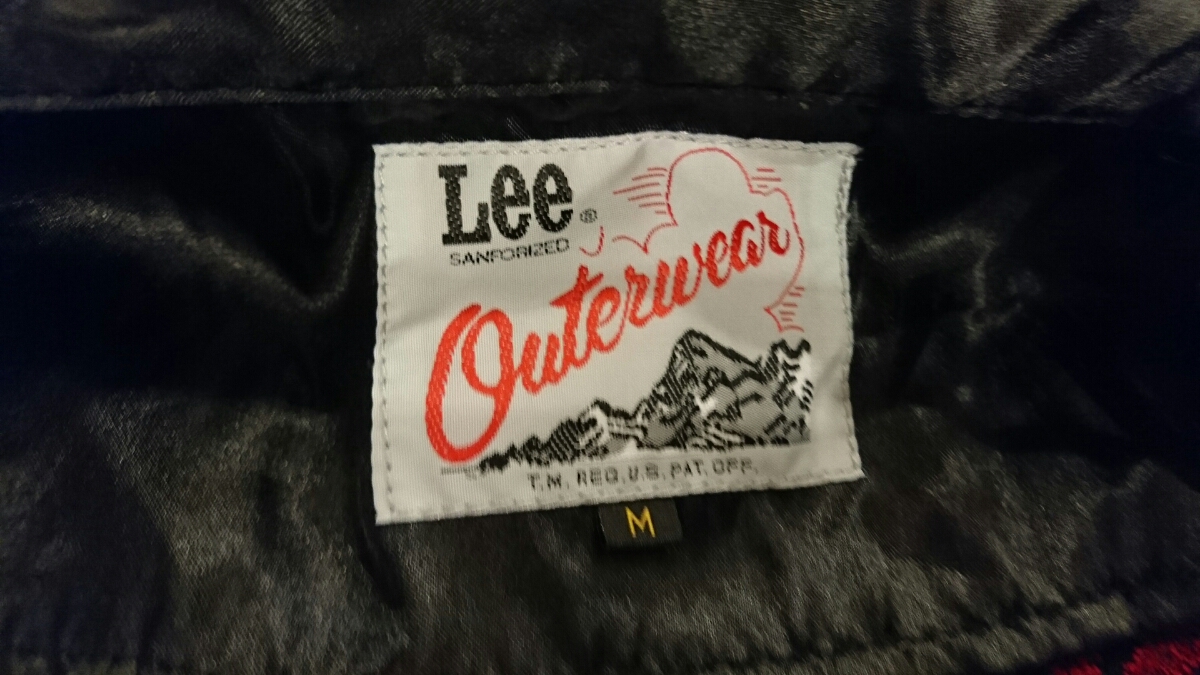 Lee®
SANFORIZED
Outerwear
T.M. REG.U.S.PAT.OFF.
M